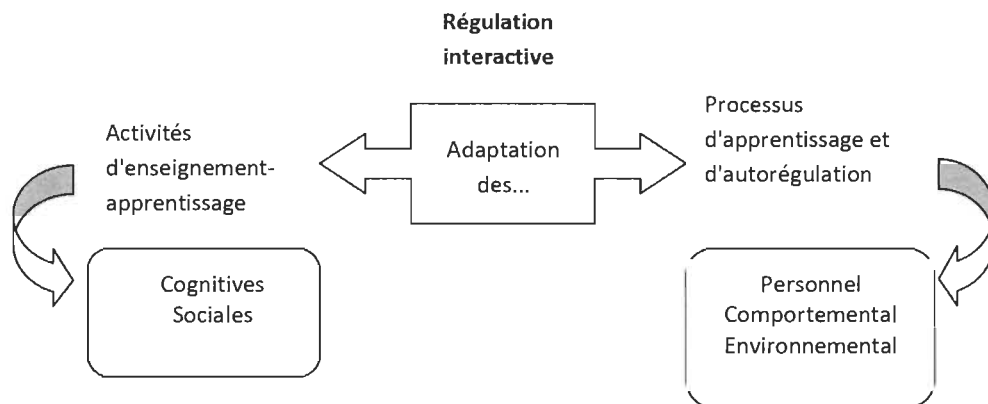 Régulation
interactive
Activités
d'enseignement-
apprentissage
Adaptation
des...
Processus
d'apprentissage et
d'autorégulation
Cognitives
Sociales
Personnel
Comportemental
Environnemental